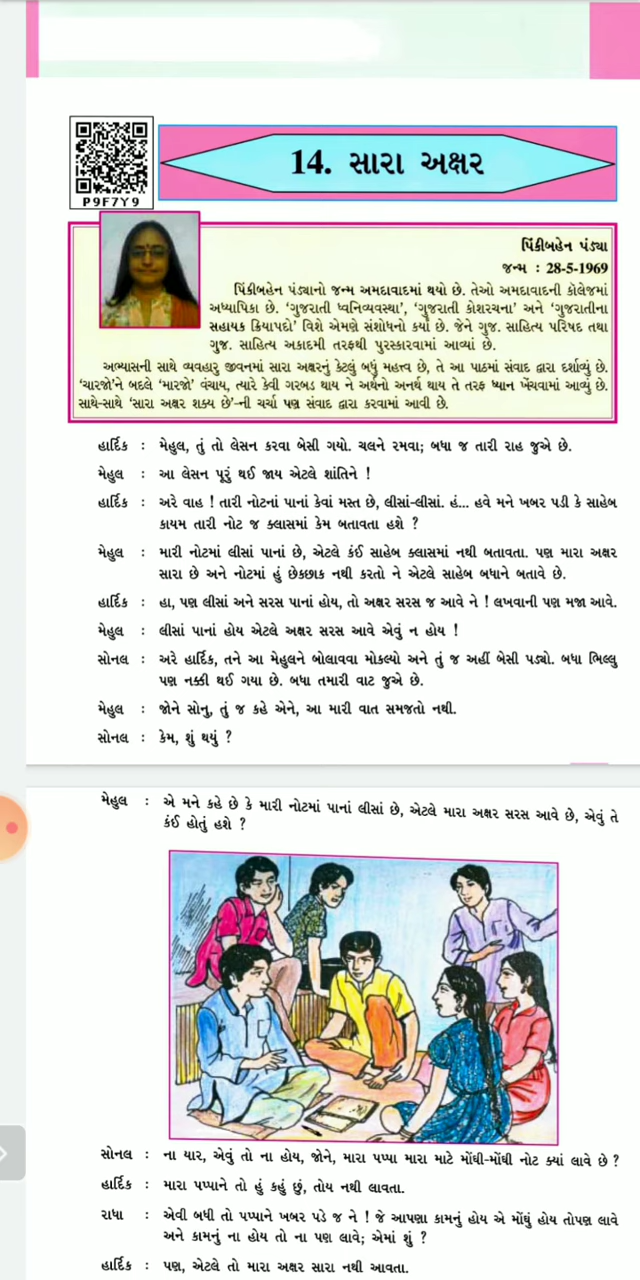 P9F7Y9
14. સારા અક્ષર
પિંકીબહેન પંડ્યા
જન્મ : 28-5-1969
પિંકીબહેન પંડ્યાનો જન્મ અમદાવાદમાં થયો છે. તેઓ અમદાવાદની કૉલેજમાં
અધ્યાપિકા છે. ‘ગુજરાતી ધ્વનિવ્યવસ્થા’, ‘ગુજરાતી કોશરચના’ અને ‘ગુજરાતીના
સહાયક ક્રિયાપદો’ વિશે એમણે સંશોધનો કર્યાં છે. જેને ગુજ. સાહિત્ય પરિષદ તથા
ગુજ. સાહિત્ય અકાદમી તરફથી પુરસ્કારવામાં આવ્યાં છે.
અભ્યાસની સાથે વ્યવહારુ જીવનમાં સારા અક્ષરનું કેટલું બધું મહત્ત્વ છે, તે આ પાઠમાં સંવાદ દ્વારા દર્શાવ્યું છે.
‘ચારજો’ને બદલે ‘મારજો’ વંચાય, ત્યારે કેવી ગરબડ થાય ને અર્થનો અનર્થ થાય તે તરફ ધ્યાન ખેંચવામાં આવ્યું છે.
સાથે-સાથે ‘સારા અક્ષર શક્ય છે’-ની ચર્ચા પણ સંવાદ દ્વારા કરવામાં આવી છે.
હાર્દિક : મેહુલ, તું તો લેસન કરવા બેસી ગયો. ચલને રમવા; બધા જ તારી રાહ જુએ છે.
મેહુલ : આ લેસન પૂરું થઈ જાય એટલે શાંતિને !
હાર્દિક : અરે વાહ ! તારી નોટનાં પાનાં કેવાં મસ્ત છે, લીસાં-લીસાં. હં... હવે મને ખબર પડી કે સાહેબ
કાયમ તારી નોટ જ ક્લાસમાં કેમ બતાવતા હશે ?
મેહુલ : મારી નોટમાં લીસાં પાનાં છે, એટલે કંઈ સાહેબ ક્લાસમાં નથી બતાવતા. પણ મારા અક્ષર
સારા છે અને નોટમાં હું છેકછાક નથી કરતો ને એટલે સાહેબ બધાને બતાવે છે.
હાર્દિક : હા, પણ લીસાં અને સરસ પાનાં હોય, તો અક્ષર સરસ જ આવે ને ! લખવાની પણ મજા આવે.
મેહુલ : લીસાં પાનાં હોય એટલે અક્ષર સરસ આવે એવું ન હોય !
સોનલ : અરે હાર્દિક, તને આ મેહુલને બોલાવવા મોકલ્યો અને તું જ અહીં બેસી પડ્યો. બધા ભિલ્લુ
પણ નક્કી થઈ ગયા છે. બધા તમારી વાટ જુએ છે.
મેહુલ : જોને સોનુ, તું જ કહે એને, આ મારી વાત સમજતો નથી.
સોનલ : કેમ, શું થયું ?
મેહુલ : એ મને કહે છે કે મારી નોટમાં પાનાં લીસાં છે, એટલે મારા અક્ષર સરસ આવે છે, એવું તે
કંઈ હોતું હશે ?
સોનલ : ના યાર, એવું તો ના હોય, જોને, મારા પપ્પા મારા માટે મોંઘી-મોંઘી નોટ ક્યાં લાવે છે ?
હાર્દિક : મારા પપ્પાને તો હું કહું છું, તોય નથી લાવતા.
રાધા : એવી બધી તો પપ્પાને ખબર પડે જ ને ! જે આપણા કામનું હોય એ મોંઘું હોય તોપણ લાવે
અને કામનું ના હોય તો ના પણ લાવે; એમાં શું ?
હાર્દિક : પણ, એટલે તો મારા અક્ષર સારા નથી આવતા.